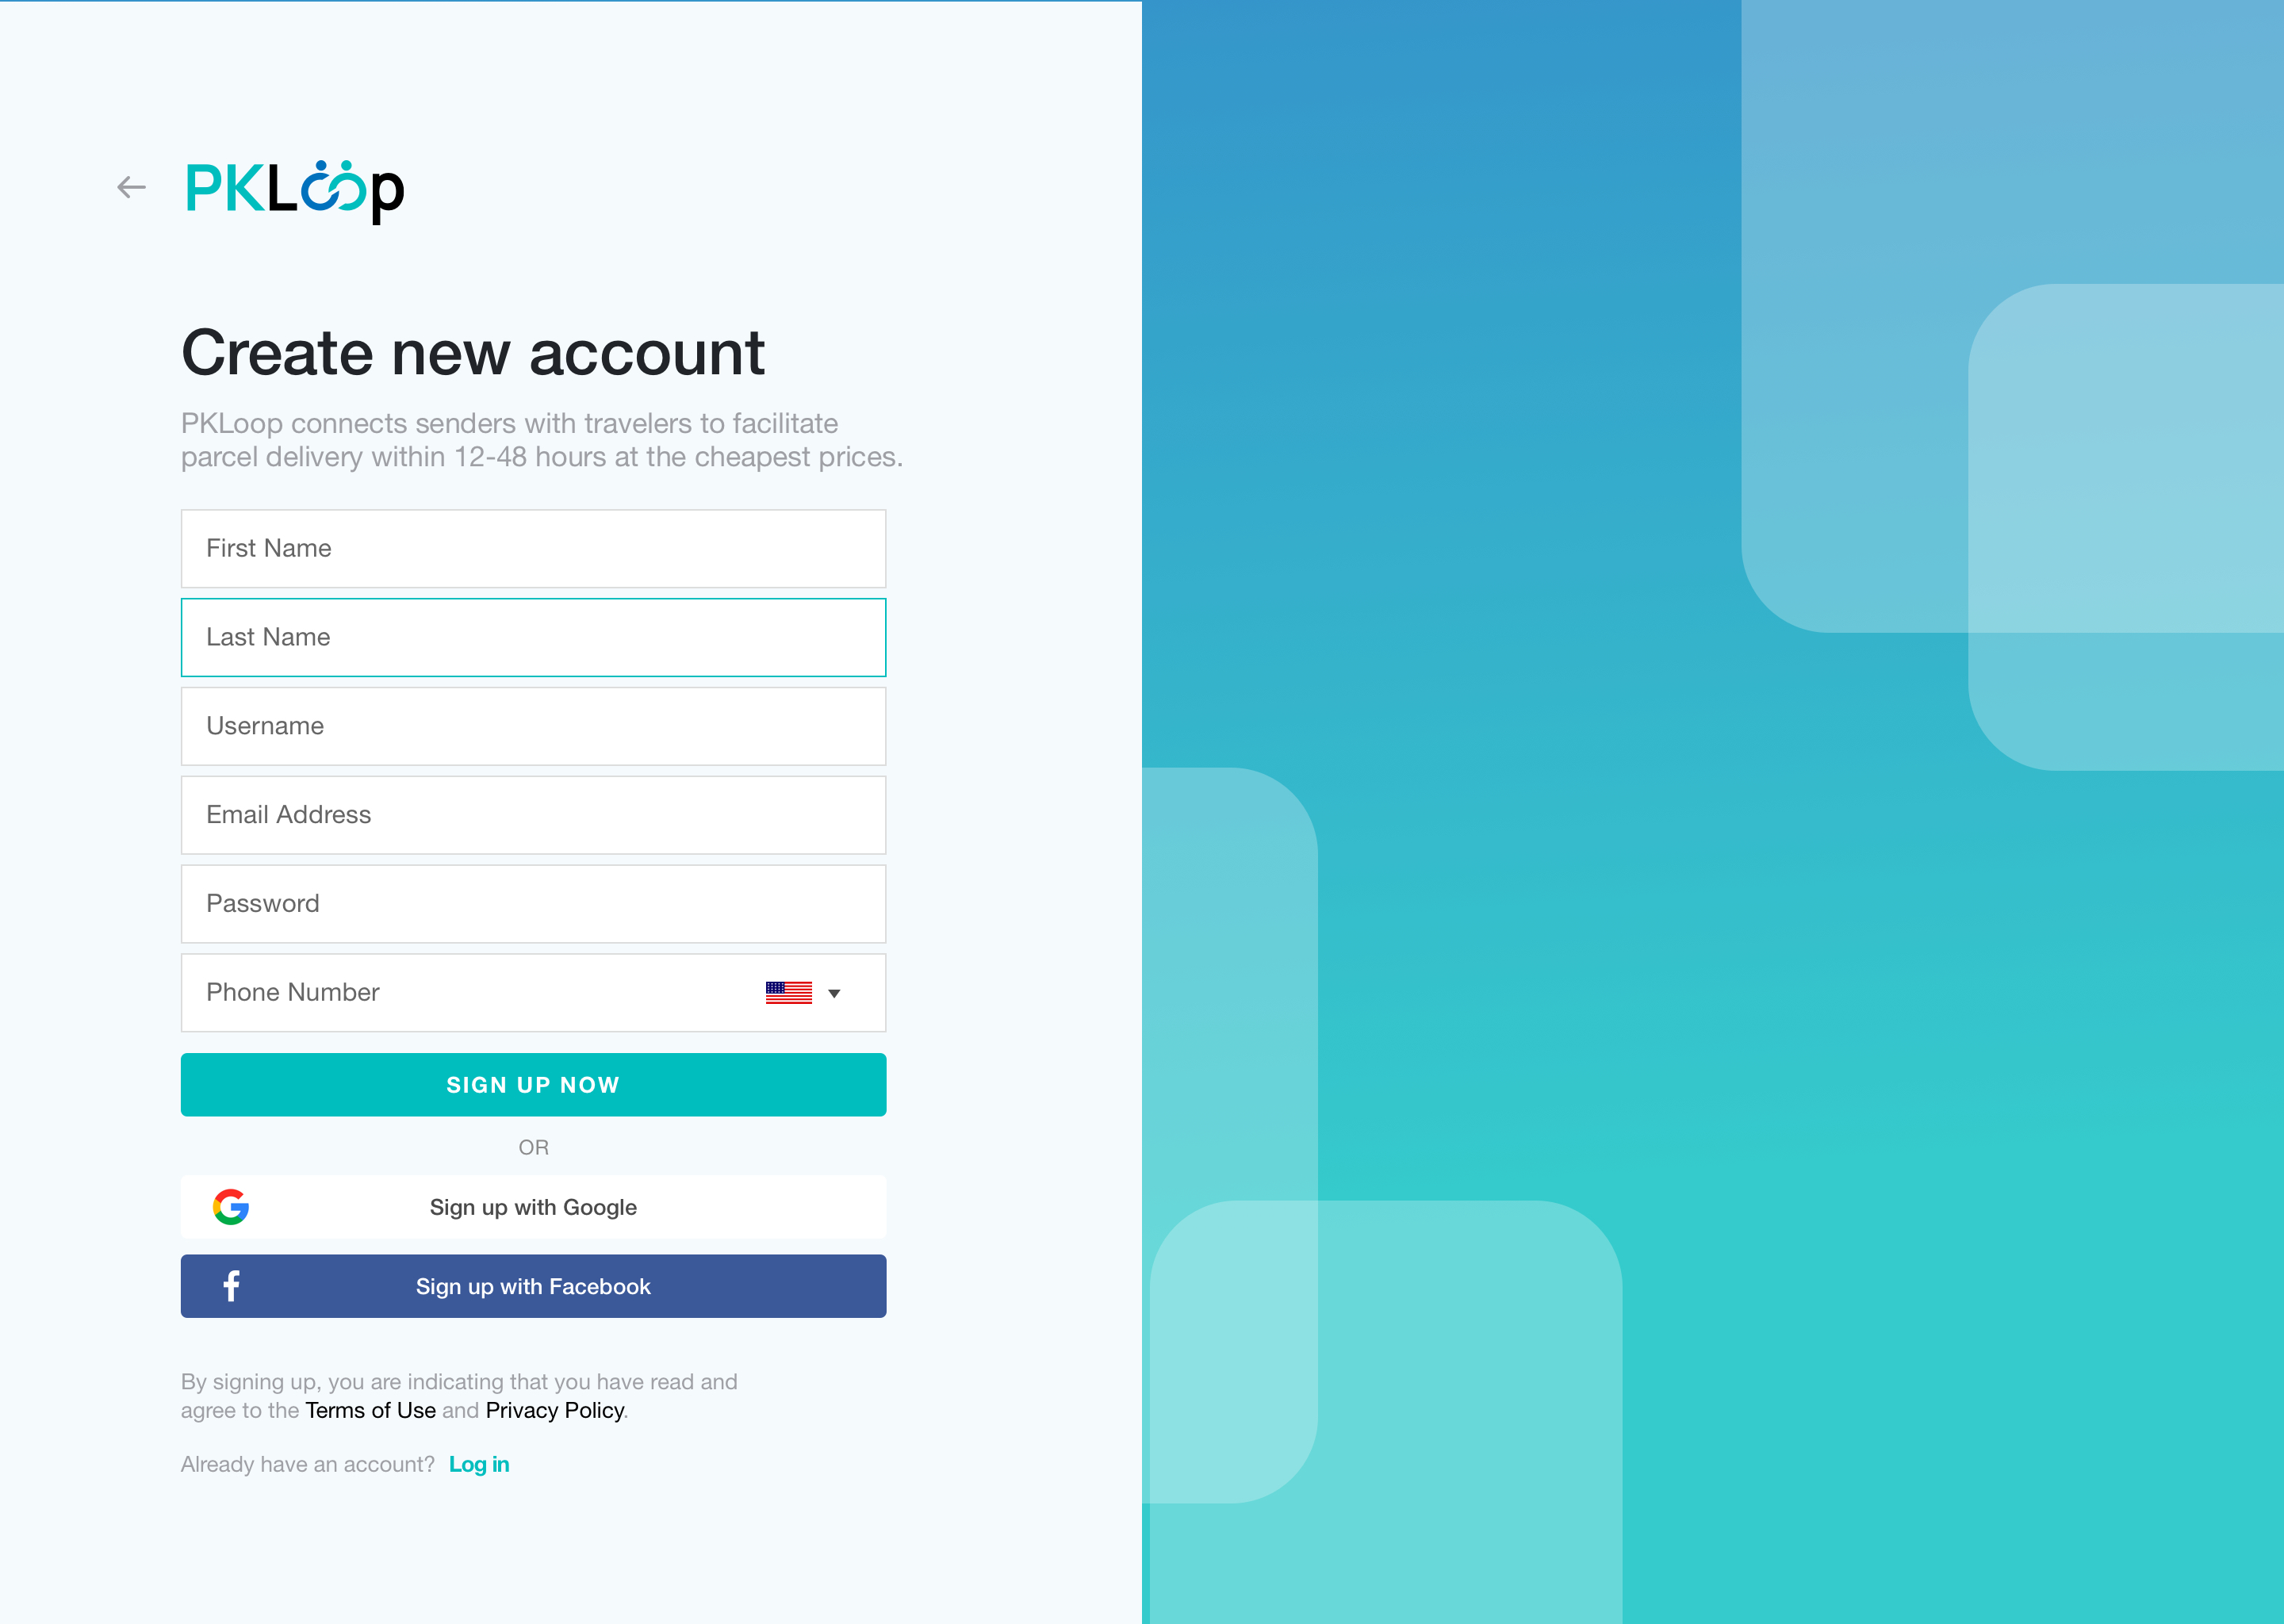 PKLoop
Create new account
PKLoop connects senders with travelers to facilitate
parcel delivery within 12-48 hours at the cheapest prices.
First Name
Last Name
Username
Email Address
Password
Phone Number
SIGN UP NOW
OR
Sign up with Google
Sign up with Facebook
By signing up, you are indicating that you have read and
agree to the Terms of Use and Privacy Policy.
Already have an account? Log in